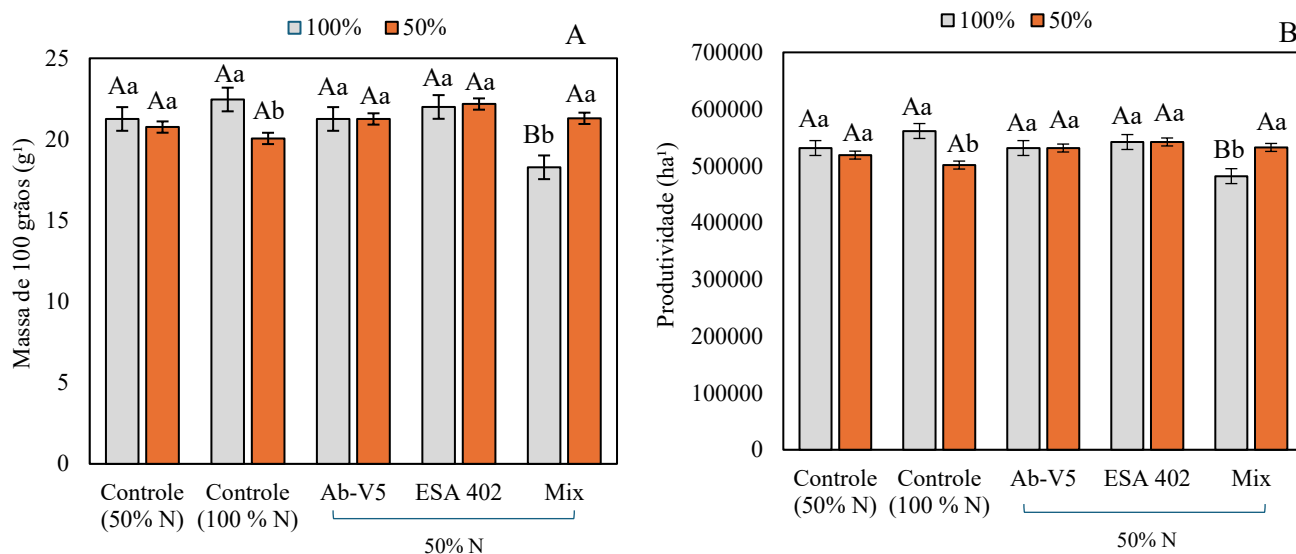 100% 50%
A
25
20
15
10
5
0
Massa de 100 grãos (g¹)
Aa Aa Aa Ab Aa Aa Aa Aa Bb Aa
Controle (50% N)
Controle (100 % N)
Ab-V5
ESA 402
Mix
50% N
100% 50%
B
700000
600000
500000
400000
300000
200000
100000
0
Produtividade (ha¹)
Aa Aa Aa Ab Aa Aa Aa Aa Bb Aa
Controle (50% N)
Controle (100 % N)
Ab-V5
ESA 402
Mix
50% N